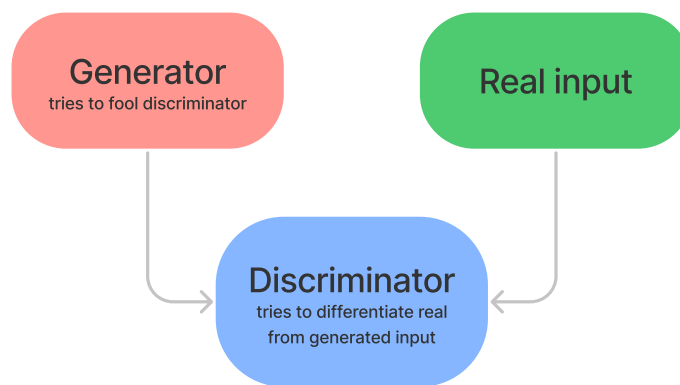 Generator
tries to fool discriminator
Real input
Discriminator
tries to differentiate real
from generated input